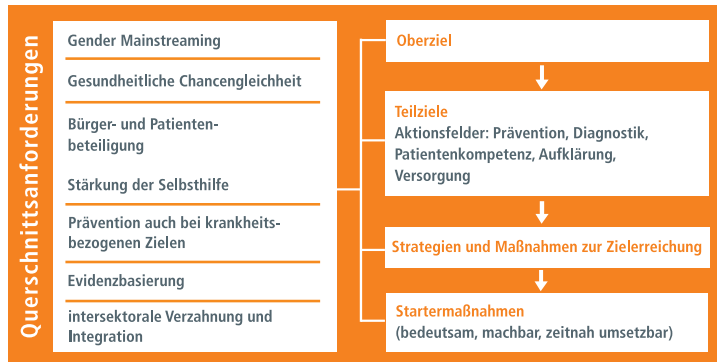 Querschnittsanforderungen
Gender Mainstreaming
Gesundheitliche Chancengleichheit
Bürger- und Patienten-
beteiligung
Stärkung der Selbsthilfe
Prävention auch bei krankheits-
bezogenen Zielen
Evidenzbasierung
intersektorale Verzahnung und
Integration
Oberziel
Teilziele
Aktionsfelder: Prävention, Diagnostik,
Patientenkompetenz, Aufklärung,
Versorgung
Strategien und Maßnahmen zur Zielerreichung
Startermaßnahmen
(bedeutsam, machbar, zeitnah umsetzbar)